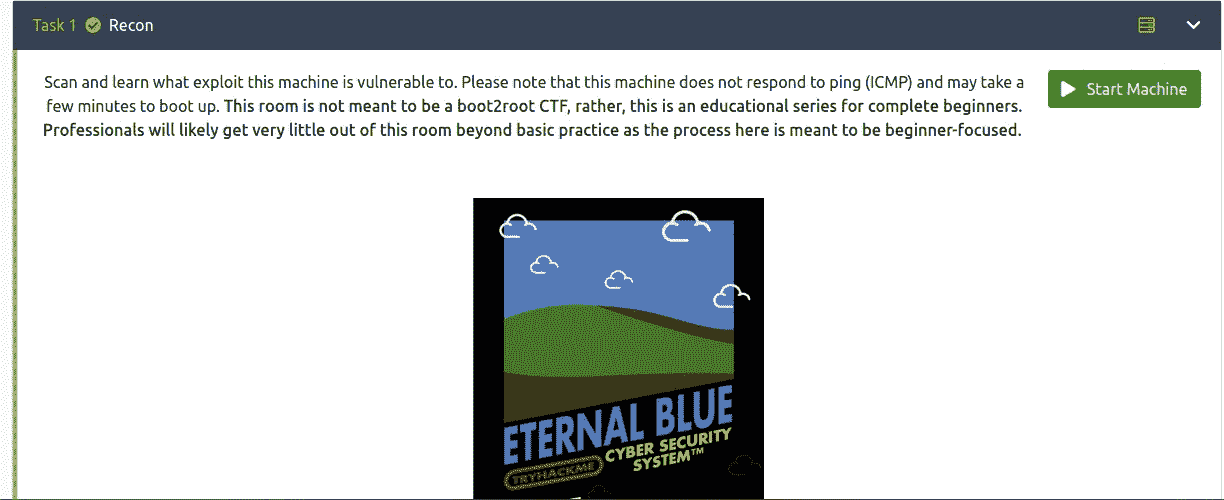 Task 1 Recon
Scan and learn what exploit this machine is vulnerable to. Please note that this machine does not respond to ping (ICMP) and may take a
few minutes to boot up. This room is not meant to be a boot2root CTF, rather, this is an educational series for complete beginners.
Professionals will likely get very little out of this room beyond basic practice as the process here is meant to be beginner-focused.
Start Machine
ETERNAL BLUE
CYBER SECURITY
SYSTEM™
TRYHACKME